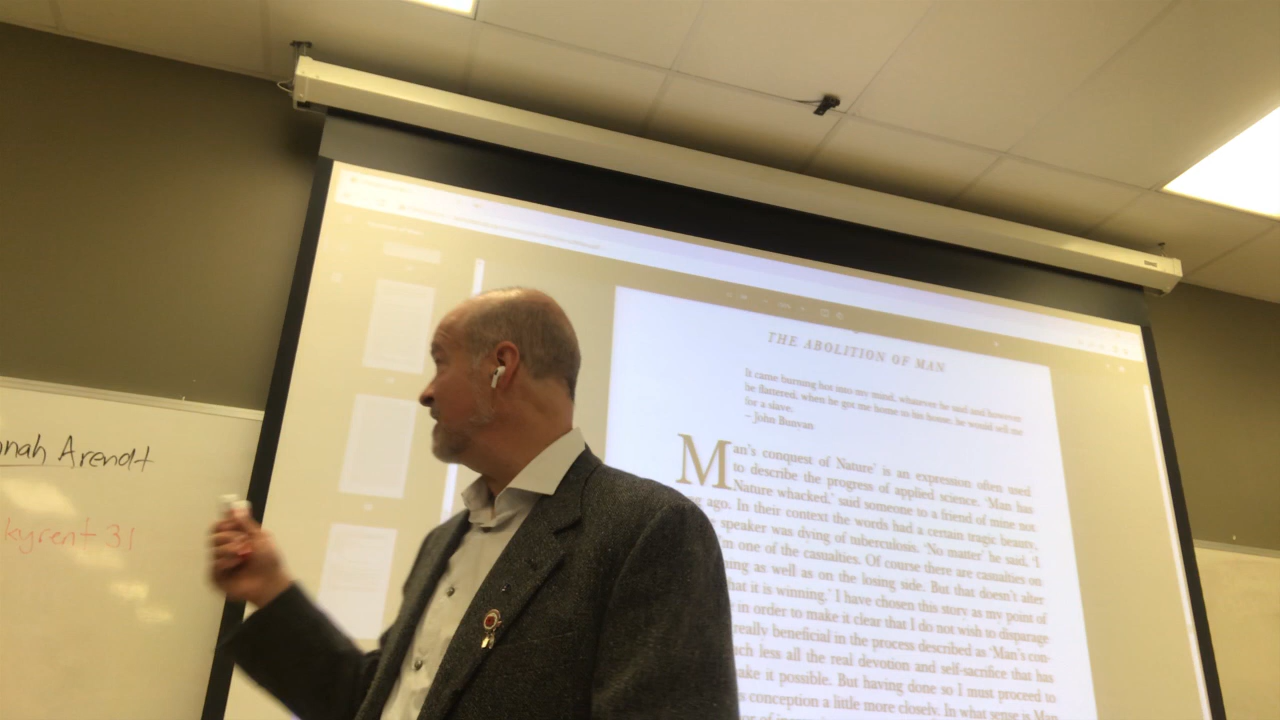 nnah Arendt
kyrent 31
THE ABOLITION OF MAN
It came burning hot into my mind, whatever he said and however
he flattered, when he got me home to his house, he would sell me
for a slave.
– John Bunyan
Man's conquest of Nature' is an expression often used
to describe the progress of applied science. 'Man has
Nature whacked,' said someone to a friend of mine not
ng ago. In their context the words had a certain tragic beauty,
speaker was dying of tuberculosis. 'No matter' he said, 'I
'm one of the casualties. Of course there are casualties on
ning as well as on the losing side. But that doesn't alter
hat it is winning.' I have chosen this story as my point of
in order to make it clear that I do not wish to disparage
really beneficial in the process described as 'Man's con-
uch less all the real devotion and self-sacrifice that has
ake it possible. But having done so I must proceed to
s conception a little more closely. In what sense is Man